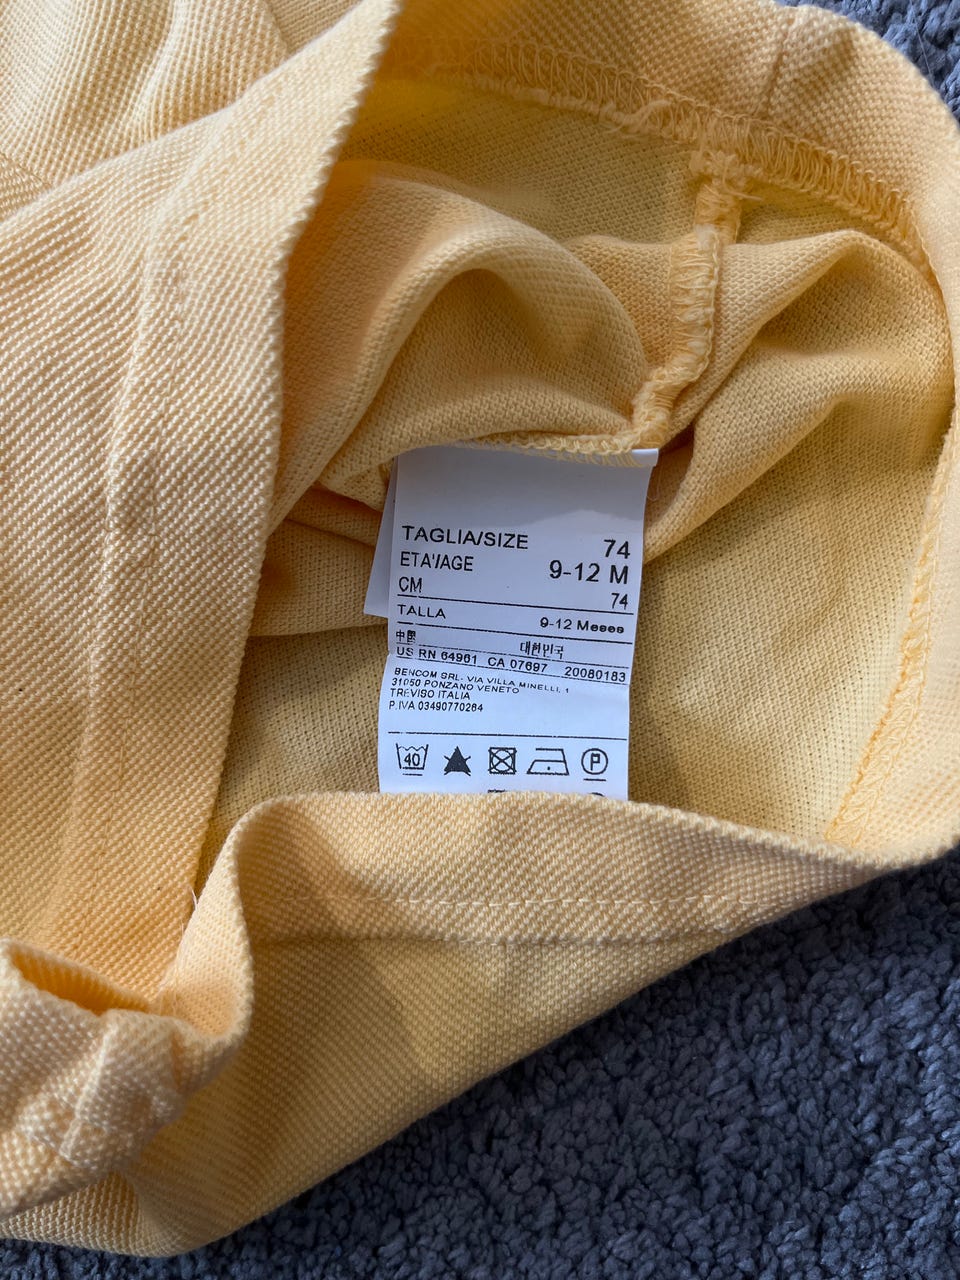 TAGLIA/SIZE 74
ETA'/AGE 9-12 M
CM 74
TALLA 9-12 Meses
中国 대한민국
US RN 64961 CA 07697 20080183
BENCOM SRL. VIA VILLA MINELLI, 1
31050 PONZANO VENETO
TREVISO ITALIA
P.IVA 03490770264
40 P